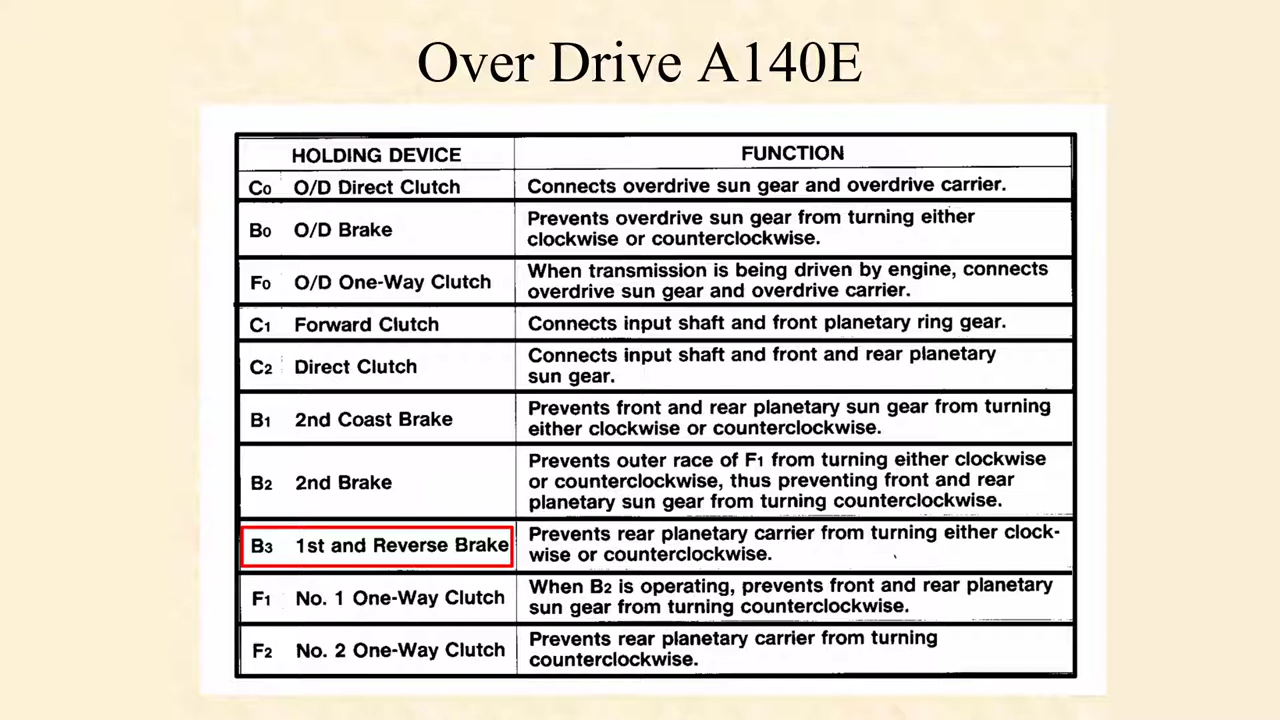 Over Drive A140E
HOLDING DEVICE
FUNCTION
C0 O/D Direct Clutch
Connects overdrive sun gear and overdrive carrier.
B0 O/D Brake
Prevents overdrive sun gear from turning either
clockwise or counterclockwise.
F0 O/D One-Way Clutch
When transmission is being driven by engine, connects
overdrive sun gear and overdrive carrier.
C1 Forward Clutch
Connects input shaft and front planetary ring gear.
C2 Direct Clutch
Connects input shaft and front and rear planetary
sun gear.
B1 2nd Coast Brake
Prevents front and rear planetary sun gear from turning
either clockwise or counterclockwise.
B2 2nd Brake
Prevents outer race of F1 from turning either clockwise
or counterclockwise, thus preventing front and rear
planetary sun gear from turning counterclockwise.
B3 1st and Reverse Brake
Prevents rear planetary carrier from turning either clock-
wise or counterclockwise.
F1 No. 1 One-Way Clutch
When B2 is operating, prevents front and rear planetary
sun gear from turning counterclockwise.
F2 No. 2 One-Way Clutch
Prevents rear planetary carrier from turning
counterclockwise.